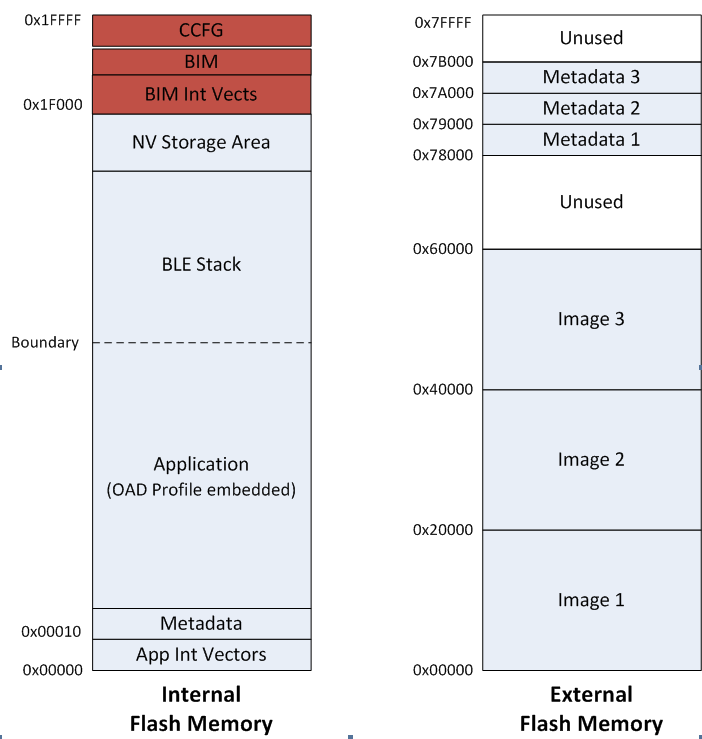 0x1FFFF
CCFG
BIM
BIM Int Vects
0x1F000
NV Storage Area
BLE Stack
Boundary
Application
(OAD Profile embedded)
Metadata
0x00010
App Int Vectors
0x00000
Internal
Flash Memory
0x7FFFF
Unused
0x7B000
Metadata 3
0x7A000
Metadata 2
0x79000
Metadata 1
0x78000
Unused
0x60000
Image 3
0x40000
Image 2
0x20000
Image 1
0x00000
External
Flash Memory